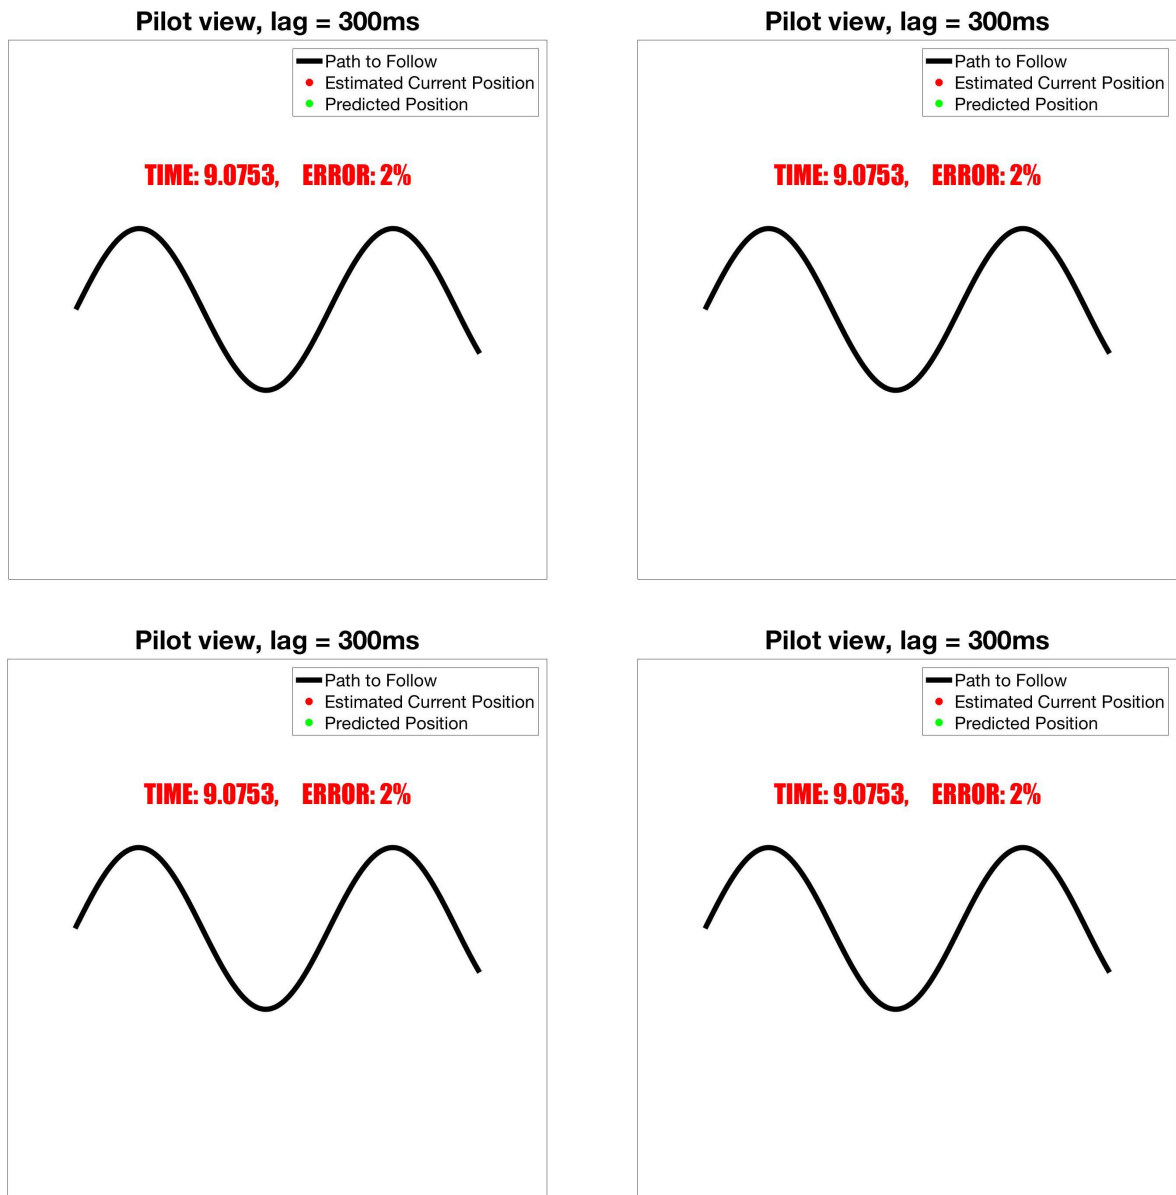 Pilot view, lag = 300ms
Path to Follow
Estimated Current Position
Predicted Position
TIME: 9.0753, ERROR: 2%
Pilot view, lag = 300ms
Path to Follow
Estimated Current Position
Predicted Position
TIME: 9.0753, ERROR: 2%
Pilot view, lag = 300ms
Path to Follow
Estimated Current Position
Predicted Position
TIME: 9.0753, ERROR: 2%
Pilot view, lag = 300ms
Path to Follow
Estimated Current Position
Predicted Position
TIME: 9.0753, ERROR: 2%